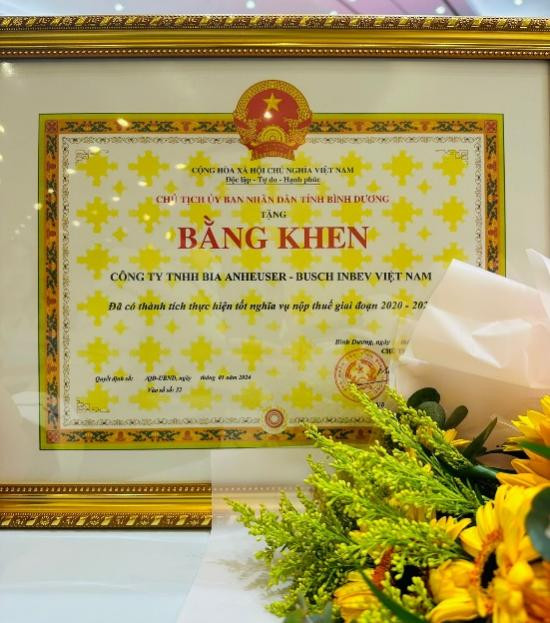 CỘNG HÒA XÃ HỘI CHỦ NGHĨA VIỆT NAM
Độc lập - Tự do - Hạnh phúc
CHỦ TỊCH ỦY BAN NHÂN DÂN TỈNH BÌNH DƯƠNG
TẶNG
BẰNG KHEN
CÔNG TY TNHH BIA ANHEUSER - BUSCH INBEV VIỆT NAM
Đã có thành tích thực hiện tốt nghĩa vụ nộp thuế giai đoạn 2020 - 202
Bình Dương, ngày
CHỦ T
Quyết định số: /QĐ-UBND, ngày tháng 01 năm 2024
Vào sổ số: 32